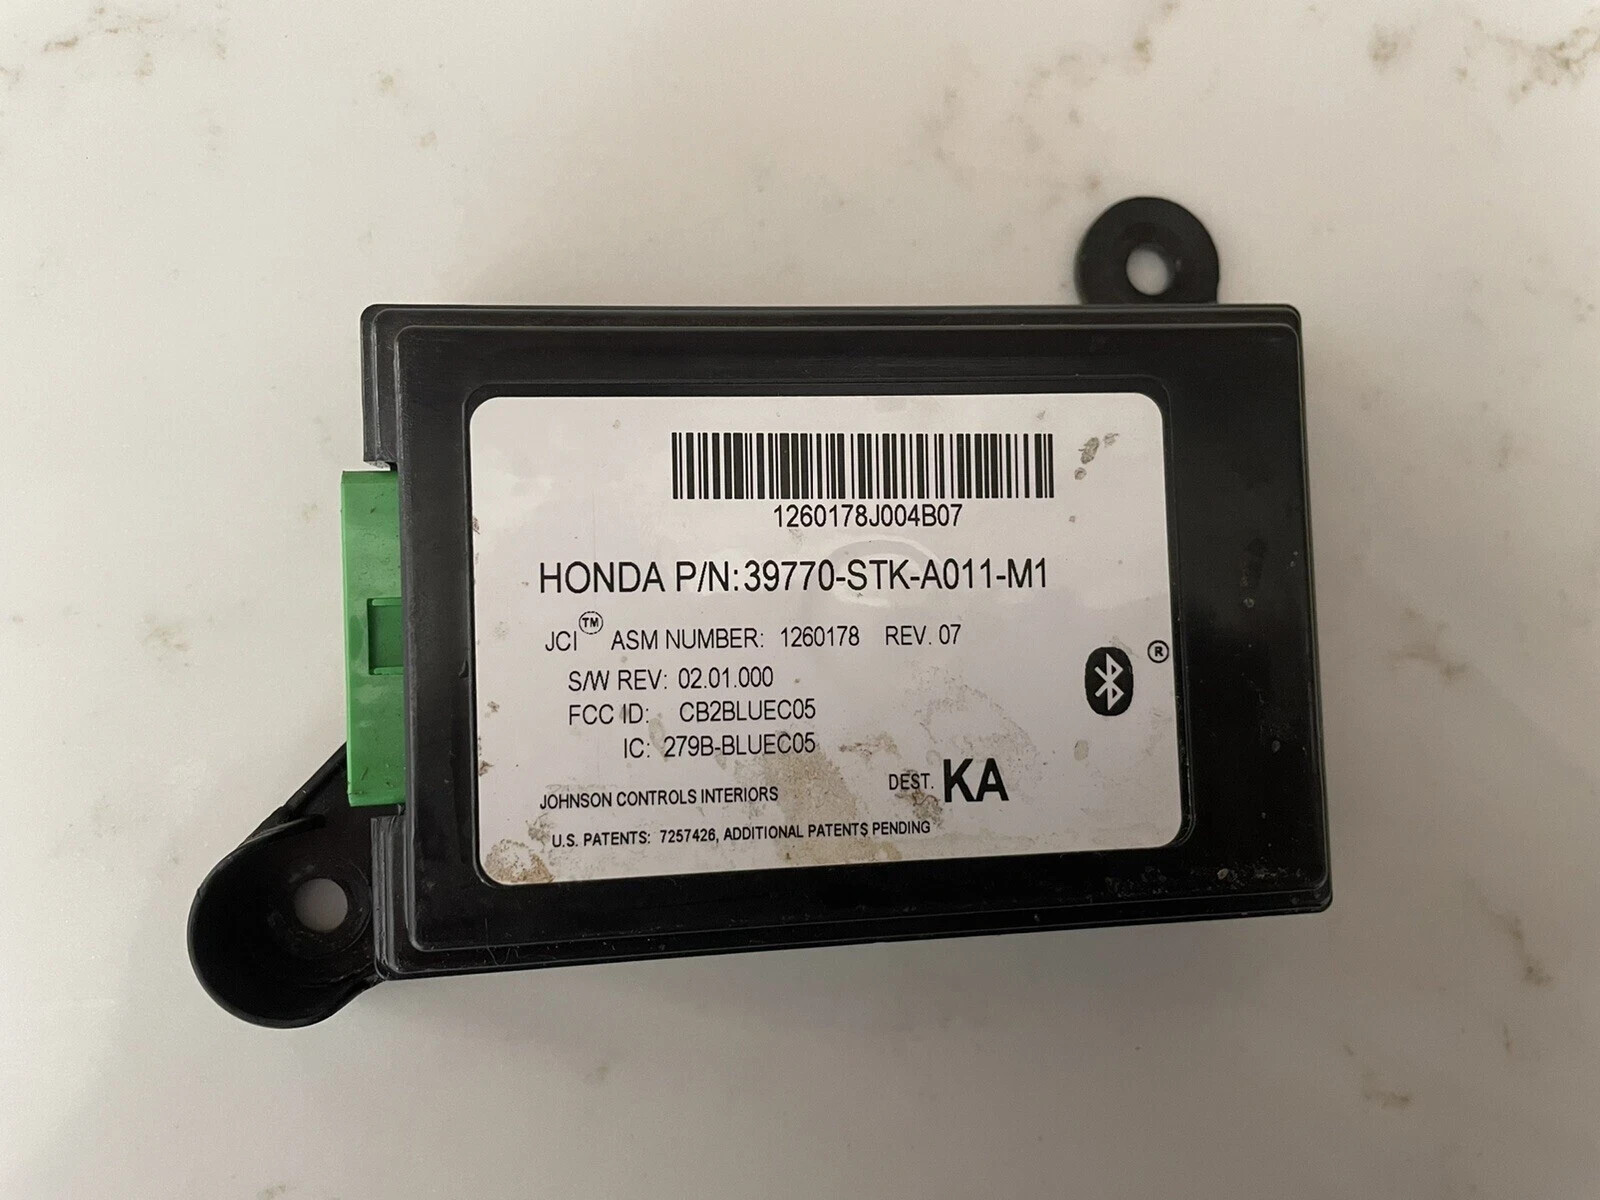 1260178J004B07
HONDA P/N:39770-STK-A011-M1
JCI™ ASM NUMBER: 1260178 REV. 07
S/W REV: 02.01.000
FCC ID: CB2BLUEC05
IC: 279B-BLUEC05
®
DEST. KA
JOHNSON CONTROLS INTERIORS
U.S. PATENTS: 7257426, ADDITIONAL PATENTS PENDING